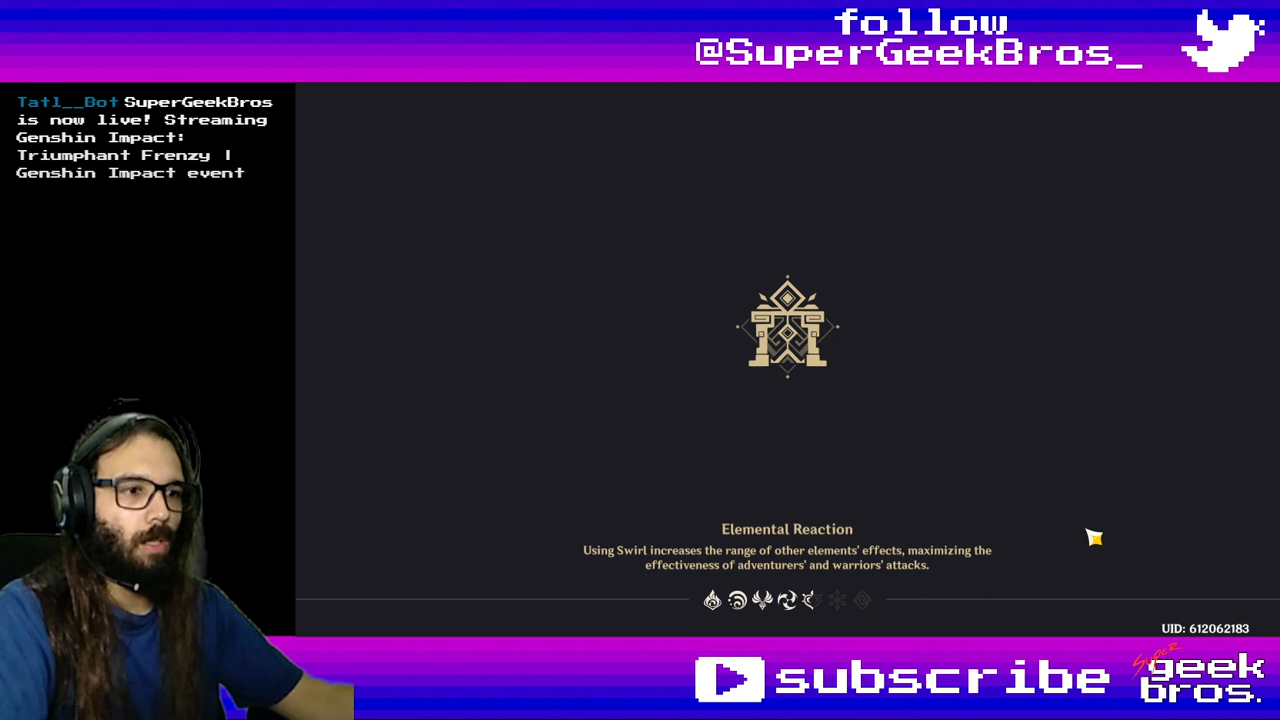 follow
@SuperGeekBros_
Tatl__Bot SuperGeekBros
is now live! Streaming
Genshin Impact:
Triumphant Frenzy |
Genshin Impact event
Elemental Reaction
Using Swirl increases the range of other elements' effects, maximizing the
effectiveness of adventurers' and warriors' attacks.
UID: 612062183
subscribe
super
geek
bros.